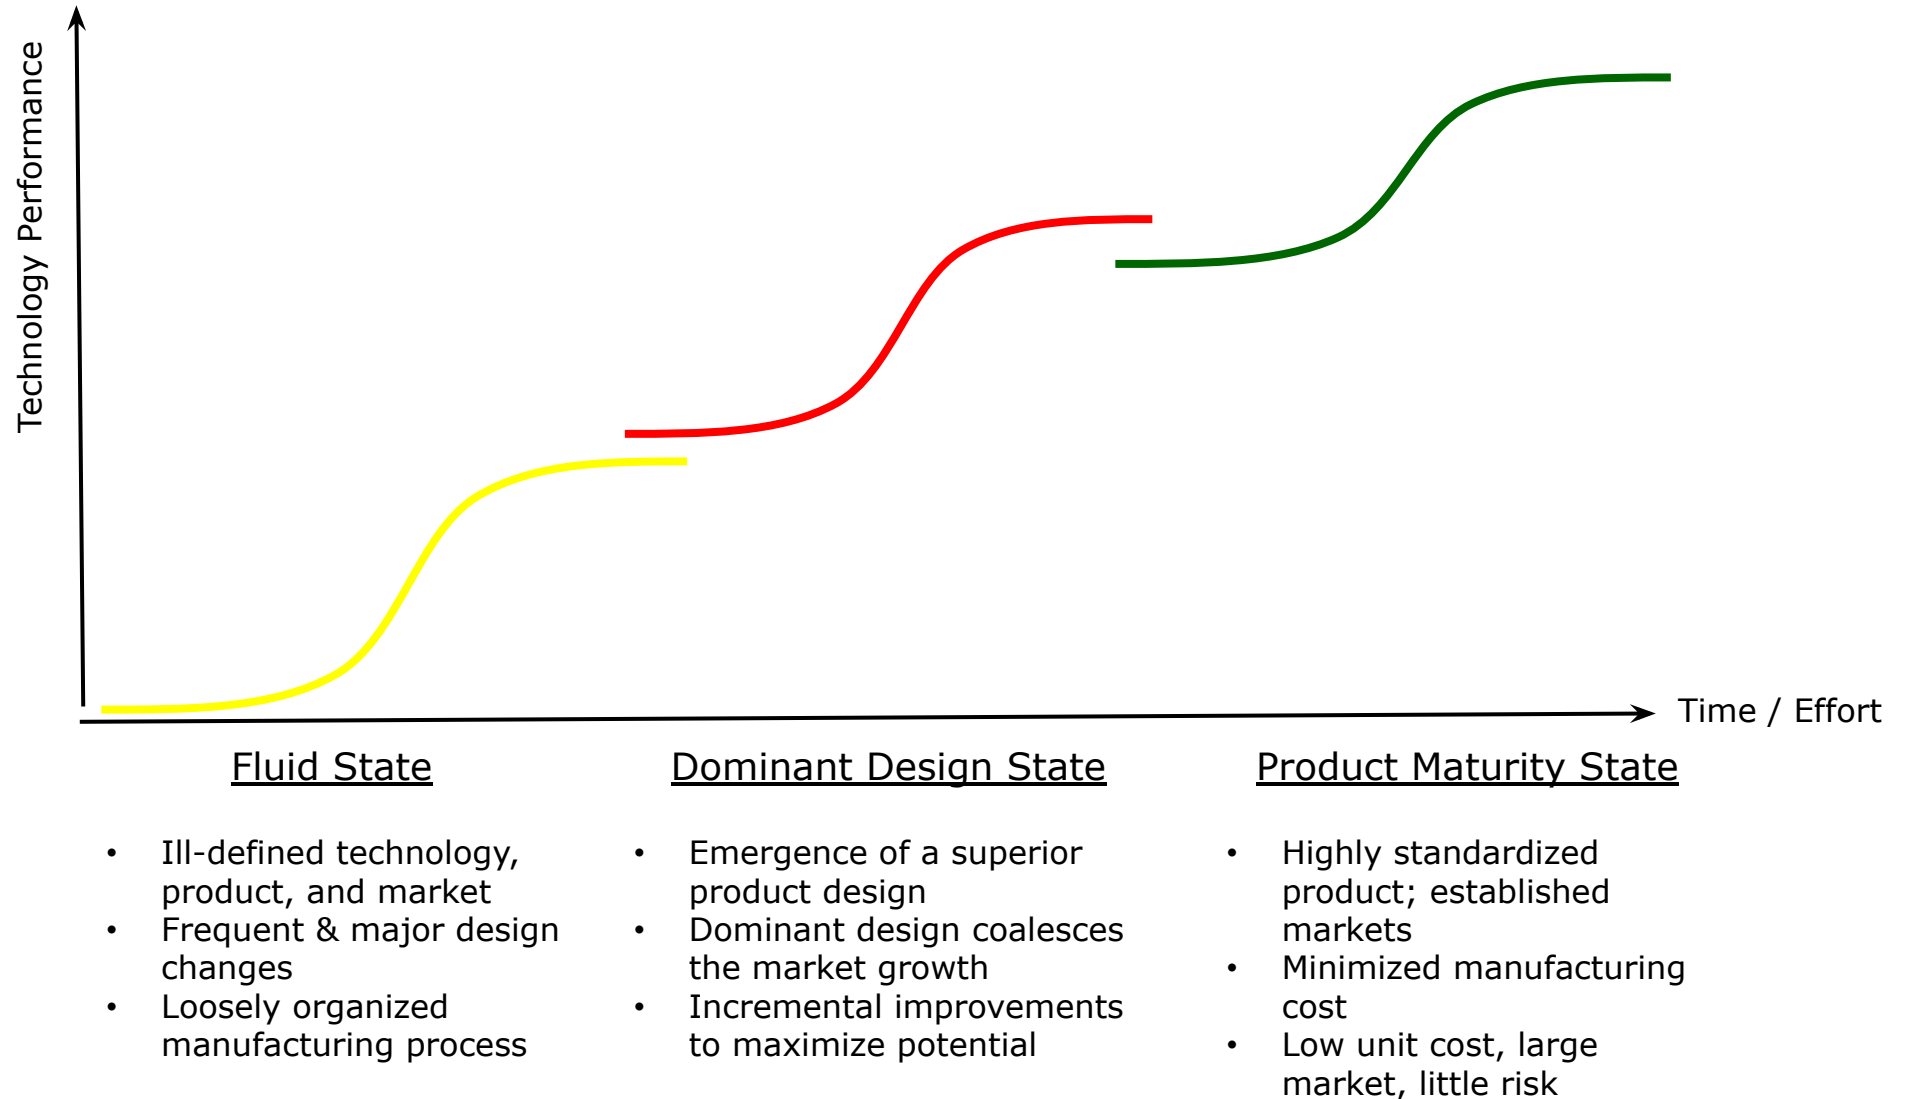 Technology Performance
Time / Effort
Fluid State
• Ill-defined technology,
product, and market
• Frequent & major design
changes
• Loosely organized
manufacturing process
Dominant Design State
• Emergence of a superior
product design
• Dominant design coalesces
the market growth
• Incremental improvements
to maximize potential
Product Maturity State
• Highly standardized
product; established
markets
• Minimized manufacturing
cost
• Low unit cost, large
market, little risk